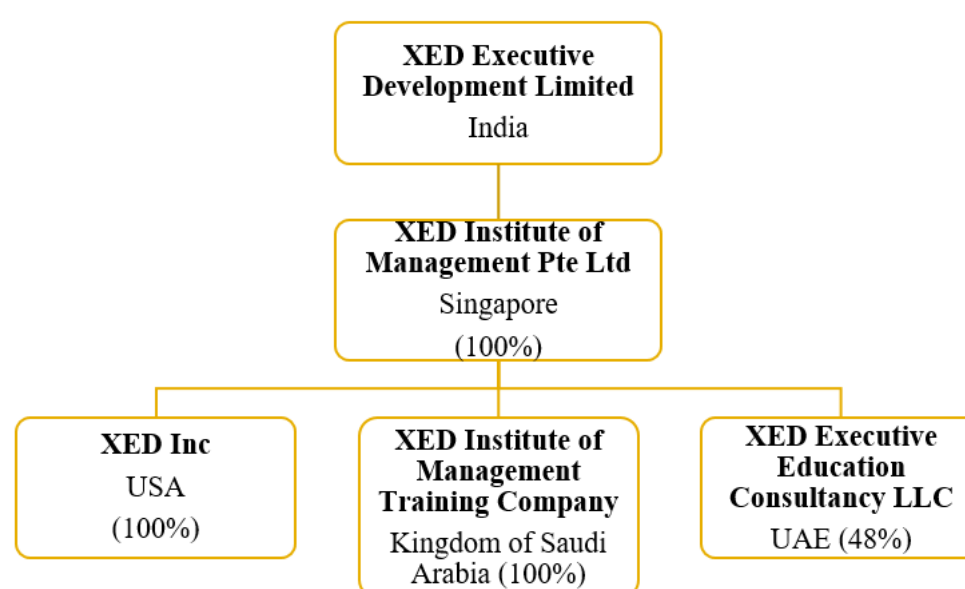 XED Executive
Development Limited
India
XED Institute of
Management Pte Ltd
Singapore
(100%)
XED Inc
USA
(100%)
XED Institute of
Management
Training Company
Kingdom of Saudi
Arabia (100%)
XED Executive
Education
Consultancy LLC
UAE (48%)